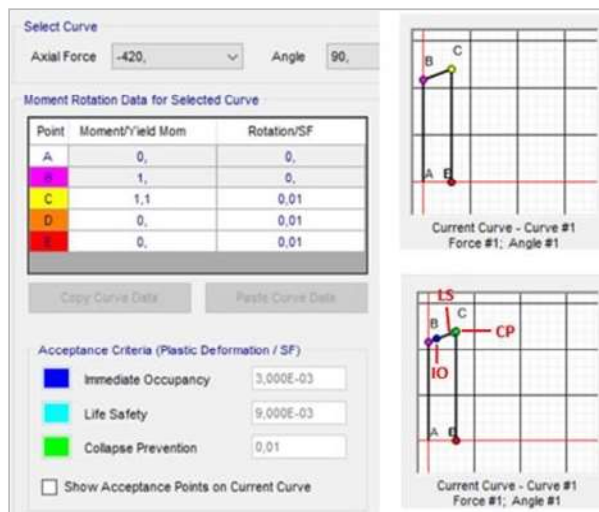 Select Curve
Axial Force -420, Angle 90,
Moment Rotation Data for Selected Curve
Point Moment/Yield Mom Rotation/SF
A 0, 0,
B 1, 0,
C 1,1 0,01
D 0, 0,01
E 0, 0,01
Copy Curve Data Paste Curve Data
Acceptance Criteria (Plastic Deformation / SF)
Immediate Occupancy 3,000E-03
Life Safety 9,000E-03
Collapse Prevention 0,01
Show Acceptance Points on Current Curve
B C
A E
Current Curve - Curve #1
Force #1; Angle #1
LS
B C
CP
IO
A E
Current Curve - Curve #1
Force #1; Angle #1